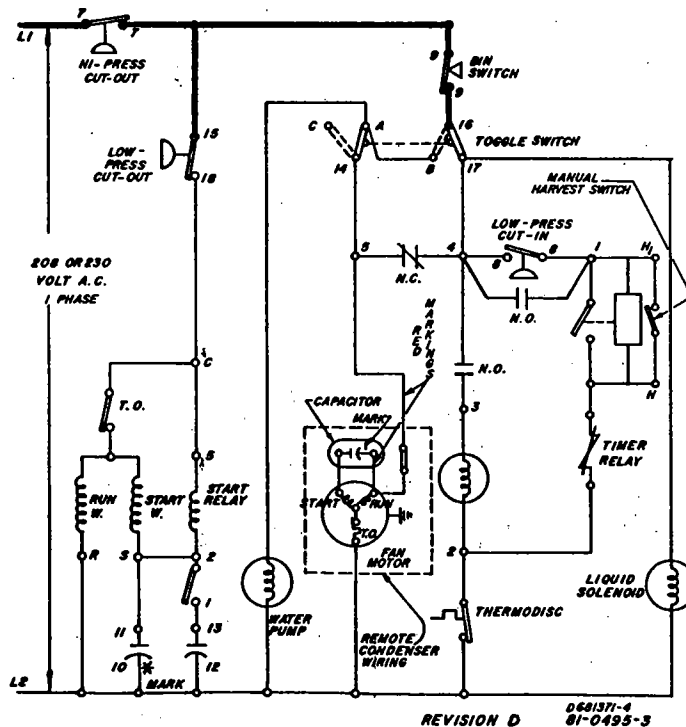 L1
7
7
HI-PRESS
CUT-OUT
9
9
BIN
SWITCH
15
LOW-
PRESS
CUT-OUT
18
C
A
16
TOGGLE SWITCH
14
B
17
MANUAL
HARVEST SWITCH
208 OR 230
VOLT A.C.
1 PHASE
5
N.C.
4
LOW-PRESS
CUT-IN
6
6
1
H1
N.O.
H
RED
MARKINGS
C
T.O.
N.O.
3
CAPACITOR
MARK
START
RUN
T.O.
FAN
MOTOR
TIMER
RELAY
5
RUN
W.
START
W.
START
RELAY
R
S
2
2
1
WATER
PUMP
REMOTE
CONDENSER
WIRING
THERMODISC
LIQUID
SOLENOID
11
13
10
*
MARK
12
L2
REVISION D
D681371-4
81-0495-3